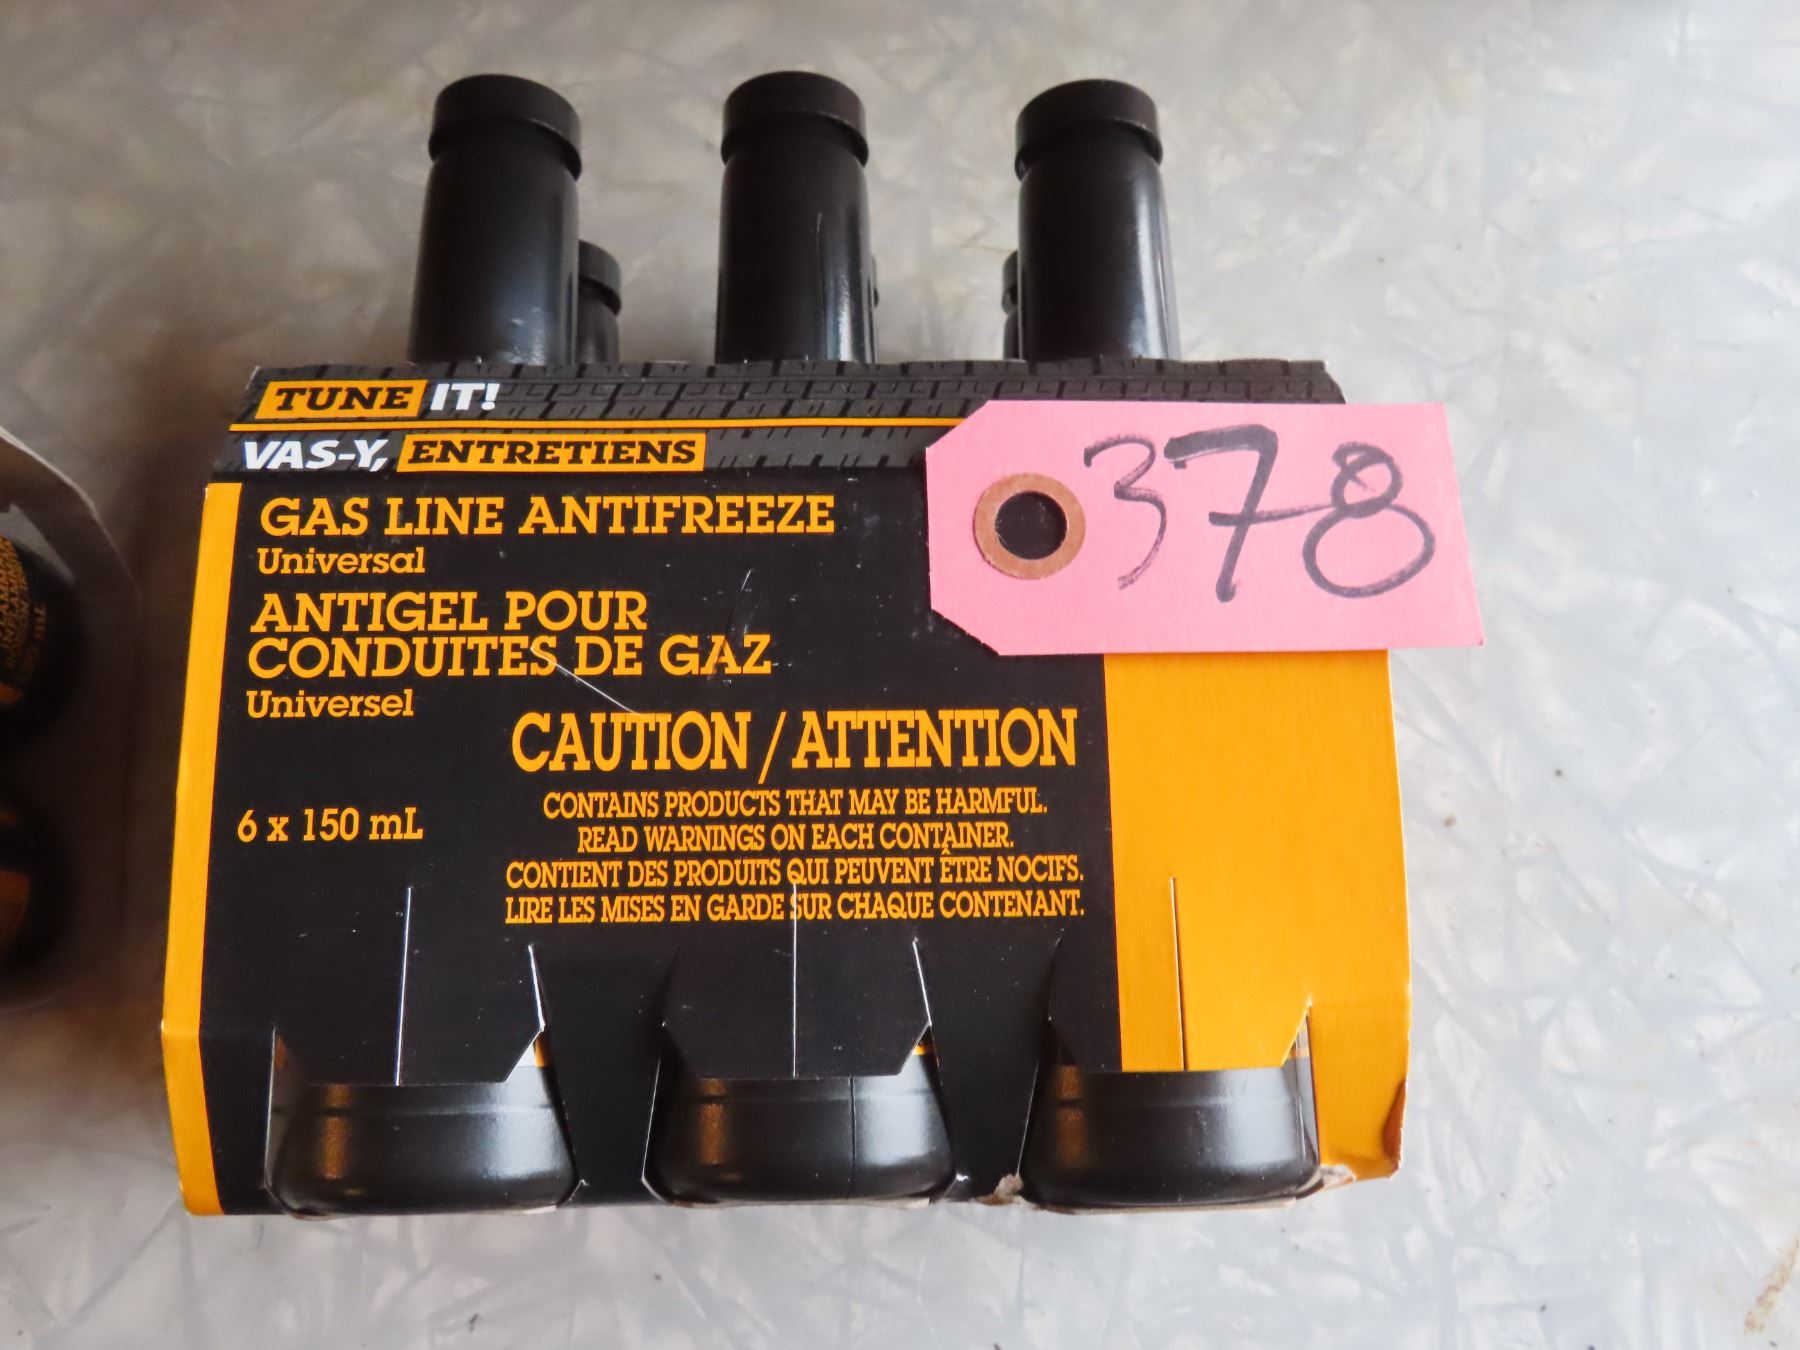 TUNE IT!
VAS-Y, ENTRETIENS
378
GAS LINE ANTIFREEZE
Universal
ANTIGEL POUR
CONDUITES DE GAZ
Universel
CAUTION / ATTENTION
6 x 150 mL
CONTAINS PRODUCTS THAT MAY BE HARMFUL.
READ WARNINGS ON EACH CONTAINER.
CONTIENT DES PRODUITS QUI PEUVENT ÊTRE NOCIFS.
LIRE LES MISES EN GARDE SUR CHAQUE CONTENANT.